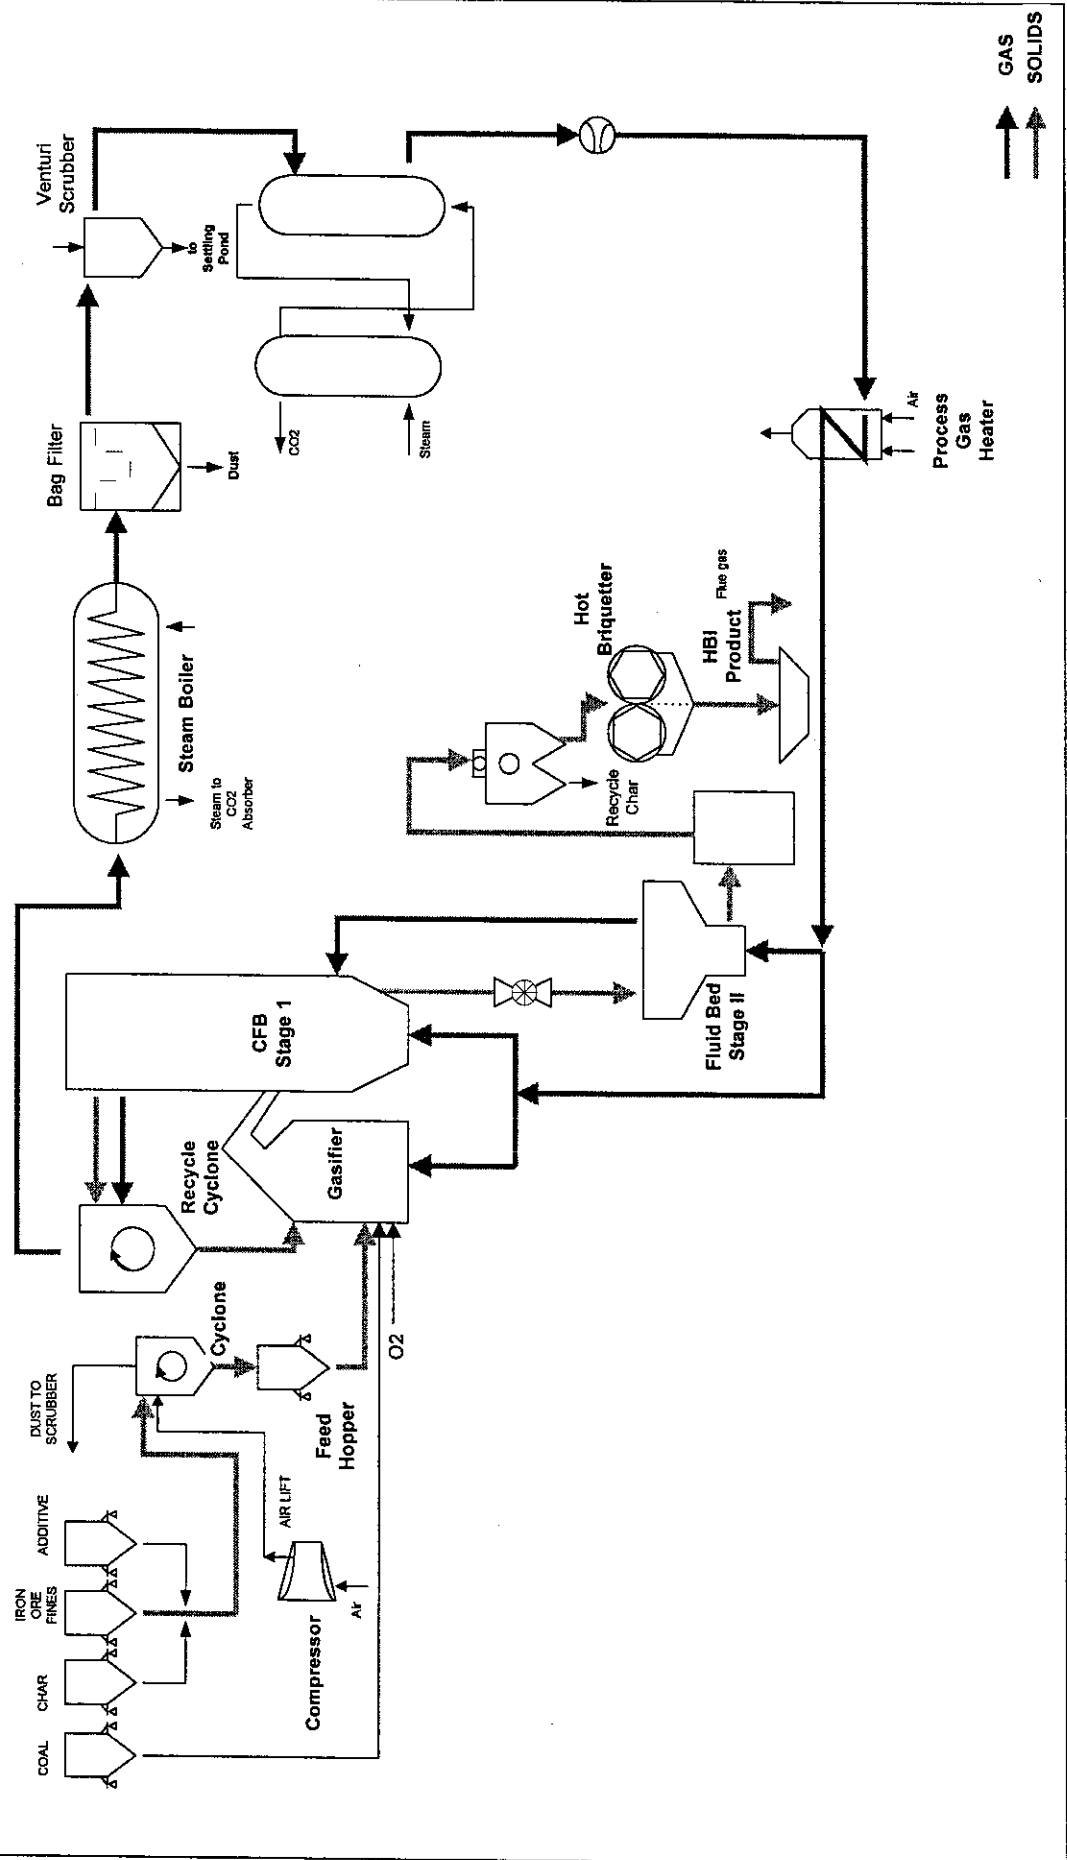 COAL
CHAR
IRON
ORE
FINES
ADDITIVE
DUST TO
SCRUBBER
Cyclone
AIR LIFT
Feed
Hopper
Compressor
Air
O2
Recycle
Cyclone
Gasifier
CFB
Stage 1
Fluid Bed
Stage II
Steam to
CO2
Absorber
Steam Boiler
Bag Filter
Dust
Venturi
Scrubber
to
Settling
Pond
CO2
Steam
Recycle
Char
Hot
Briquetter
HBI
Product
Flue gas
Air
Process
Gas
Heater
GAS
SOLIDS